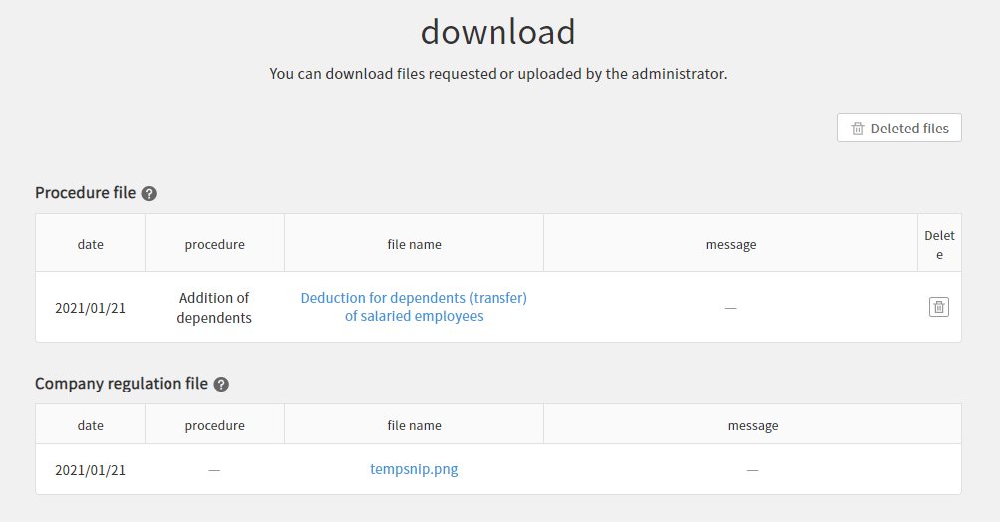 download
You can download files requested or uploaded by the administrator.
Deleted files
Procedure file ?
date procedure file name message Delet
e
2021/01/21 Addition of dependents Deduction for dependents (transfer) of salaried employees —
Company regulation file ?
date procedure file name message
2021/01/21 — tempsnip.png —